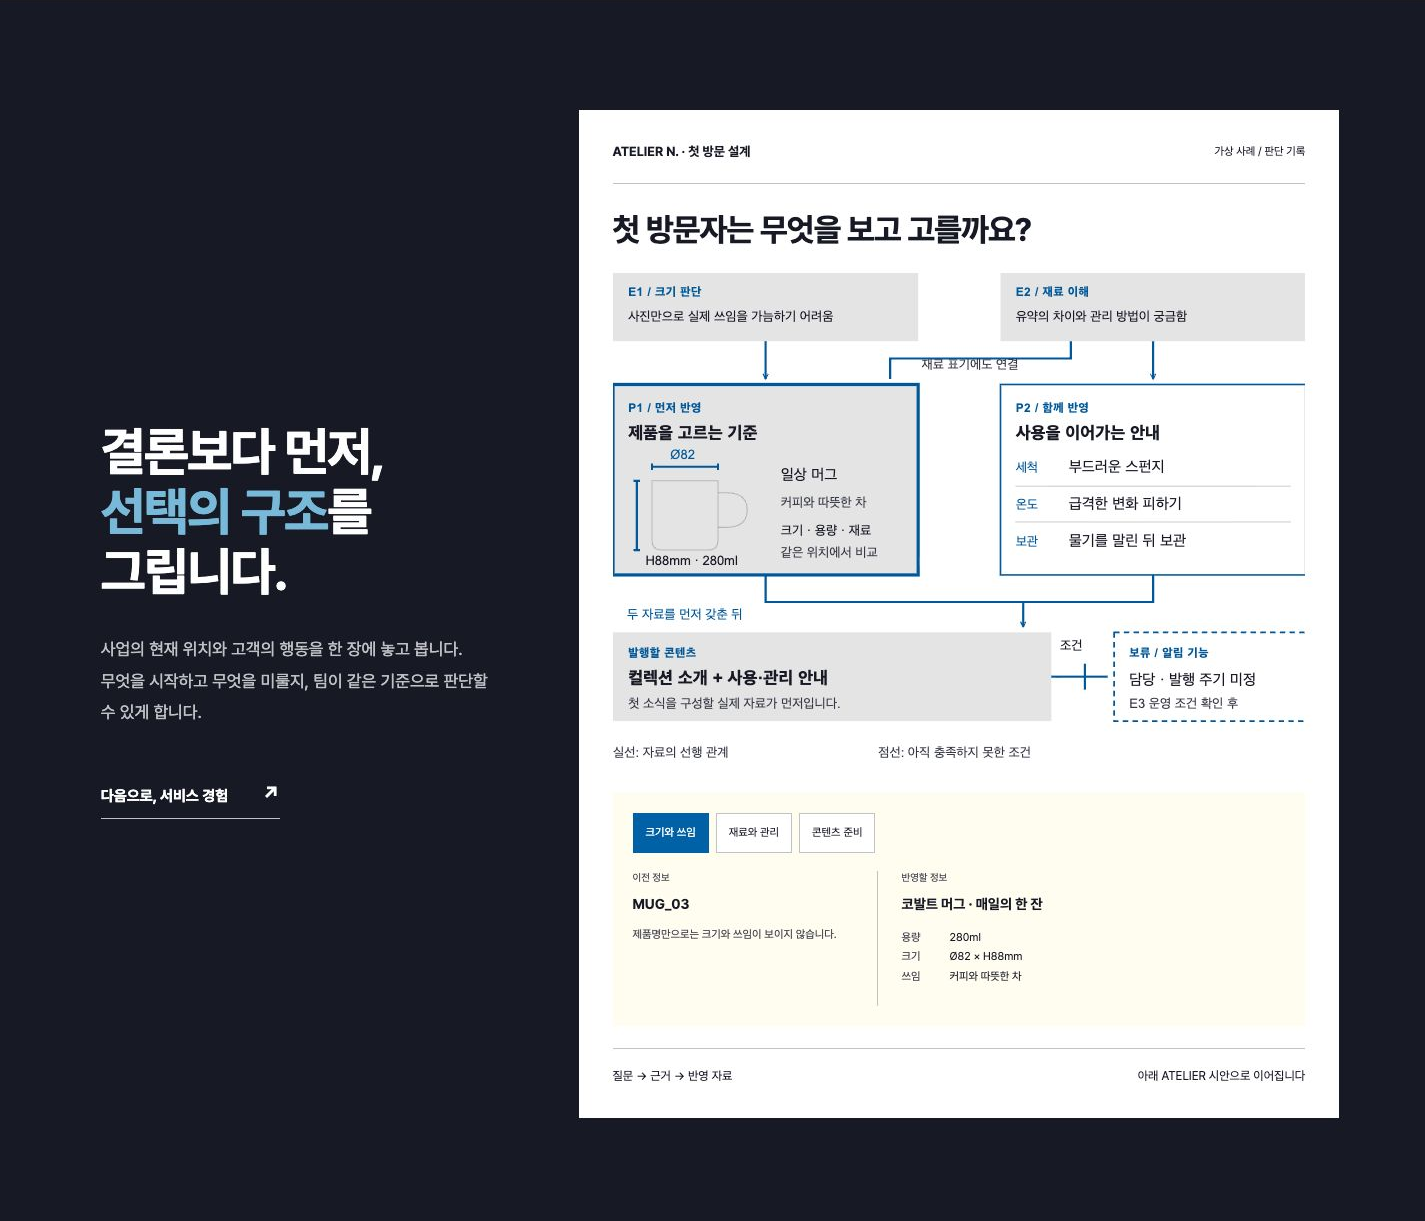 결론보다 먼저,
선택의 구조를
그립니다.
사업의 현재 위치와 고객의 행동을 한 장에 놓고 봅니다.
무엇을 시작하고 무엇을 미룰지, 팀이 같은 기준으로 판단할
수 있게 합니다.
다음으로, 서비스 경험 ↗
ATELIER N. · 첫 방문 설계
가상 사례 / 판단 기록
첫 방문자는 무엇을 보고 고를까요?
E1 / 크기 판단
사진만으로 실제 쓰임을 가늠하기 어려움
E2 / 재료 이해
유약의 차이와 관리 방법이 궁금함
재료 표기에도 연결
P1 / 먼저 반영
제품을 고르는 기준
Ø82
H88mm · 280ml
일상 머그
커피와 따뜻한 차
크기 · 용량 · 재료
같은 위치에서 비교
P2 / 함께 반영
사용을 이어가는 안내
세척 부드러운 스펀지
온도 급격한 변화 피하기
보관 물기를 말린 뒤 보관
두 자료를 먼저 갖춘 뒤
발행할 콘텐츠
컬렉션 소개 + 사용·관리 안내
첫 소식을 구성할 실제 자료가 먼저입니다.
조건
보류 / 알림 기능
담당 · 발행 주기 미정
E3 운영 조건 확인 후
실선: 자료의 선행 관계
점선: 아직 충족하지 못한 조건
크기와 쓰임
재료와 관리
콘텐츠 준비
이전 정보
MUG_03
제품명만으로는 크기와 쓰임이 보이지 않습니다.
반영할 정보
코발트 머그 · 매일의 한 잔
용량 280ml
크기 Ø82 × H88mm
쓰임 커피와 따뜻한 차
질문 → 근거 → 반영 자료
아래 ATELIER 시안으로 이어집니다